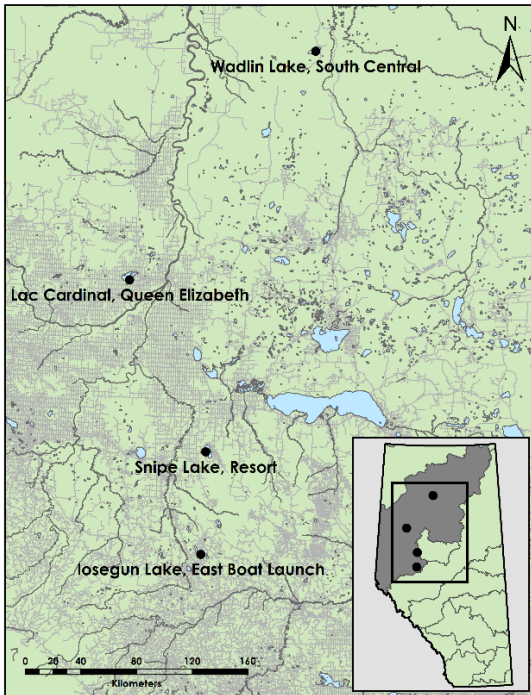 N
Wadlin Lake, South Central
Lac Cardinal, Queen Elizabeth
Snipe Lake, Resort
Iosegun Lake, East Boat Launch
0 20 40 80 120 160
Kilometers